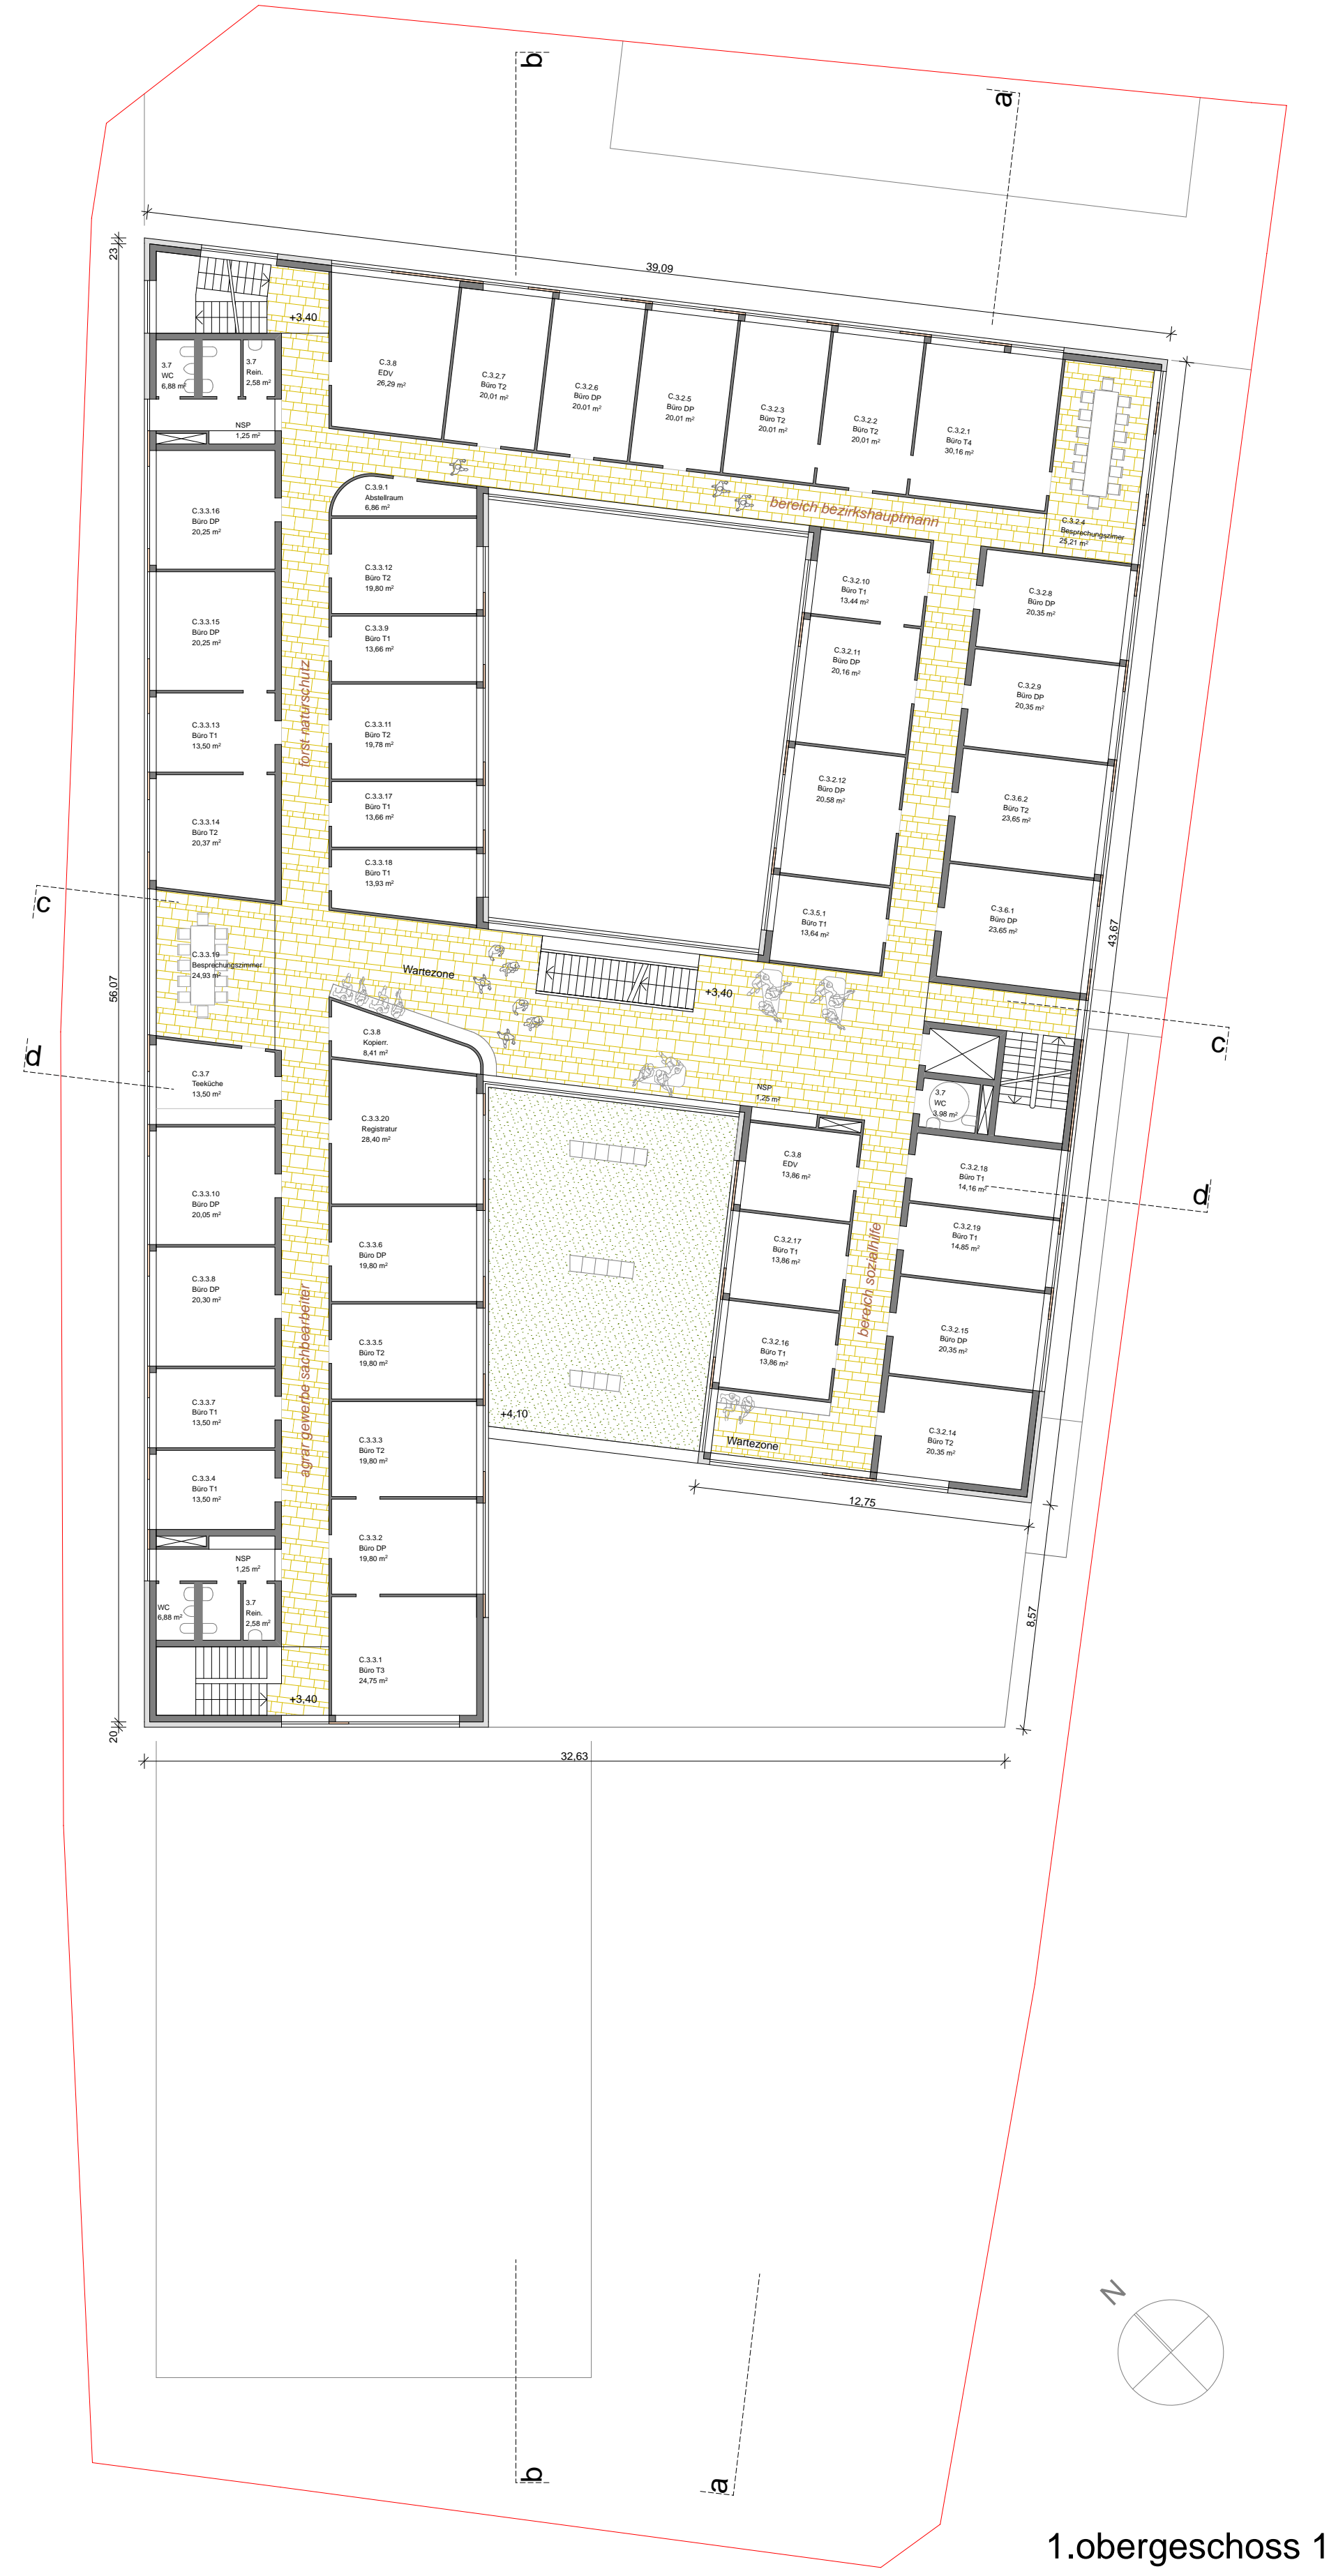 b
a
39,09
23
+3,40
3.7
WC
6,88 m²
3.7
Rein.
2,58 m²
NSP
1,25 m²
C.3.8
EDV
26,29 m²
C.3.2.7
Büro T2
20,01 m²
C.3.2.6
Büro DP
20,01 m²
C.3.2.5
Büro DP
20,01 m²
C.3.2.3
Büro T2
20,01 m²
C.3.2.2
Büro T2
20,01 m²
C.3.2.1
Büro T4
30,16 m²
C.3.2.4
Besprechungszimer
25,21 m²
bereich bezirkshauptmann
C.3.9.1
Abstellraum
6,86 m²
C.3.3.16
Büro DP
20,25 m²
C.3.3.12
Büro T2
19,80 m²
C.3.3.15
Büro DP
20,25 m²
C.3.3.9
Büro T1
13,66 m²
C.3.3.13
Büro T1
13,50 m²
C.3.3.11
Büro T2
19,78 m²
C.3.3.17
Büro T1
13,66 m²
C.3.3.14
Büro T2
20,37 m²
C.3.3.18
Büro T1
13,93 m²
forst naturschutz
C.3.2.10
Büro T1
13,44 m²
C.3.2.8
Büro DP
20,35 m²
C.3.2.11
Büro DP
20,16 m²
C.3.2.9
Büro DP
20,35 m²
C.3.2.12
Büro DP
20,58 m²
C.3.6.2
Büro T2
23,65 m²
C.3.5.1
Büro T1
13,64 m²
C.3.6.1
Büro DP
23,65 m²
43,67
56,07
c
c
d
d
C.3.3.19
Besprechungszimmer
24,93 m²
Wartezone
+3,40
C.3.8
Kopierr.
8,41 m²
C.3.7
Teeküche
13,50 m²
C.3.3.20
Registratur
28,40 m²
NSP
1,25 m²
3.7
WC
3,98 m²
C.3.8
EDV
13,86 m²
C.3.2.18
Büro T1
14,16 m²
C.3.2.17
Büro T1
13,86 m²
C.3.2.19
Büro T1
14,85 m²
C.3.2.16
Büro T1
13,86 m²
C.3.2.15
Büro DP
20,35 m²
C.3.2.14
Büro T2
20,35 m²
bereich sozialhilfe
Wartezone
C.3.3.10
Büro DP
20,05 m²
C.3.3.6
Büro DP
19,80 m²
C.3.3.8
Büro DP
20,30 m²
C.3.3.5
Büro T2
19,80 m²
C.3.3.7
Büro T1
13,50 m²
C.3.3.3
Büro T2
19,80 m²
C.3.3.4
Büro T1
13,50 m²
C.3.3.2
Büro DP
19,80 m²
agrar gewerbe sachbearbeiter
+4,10
12,75
8,57
NSP
1,25 m²
WC
6,88 m²
3.7
Rein.
2,58 m²
C.3.3.1
Büro T3
24,75 m²
+3,40
20
32,63
N
b
a
1.obergeschoss 1